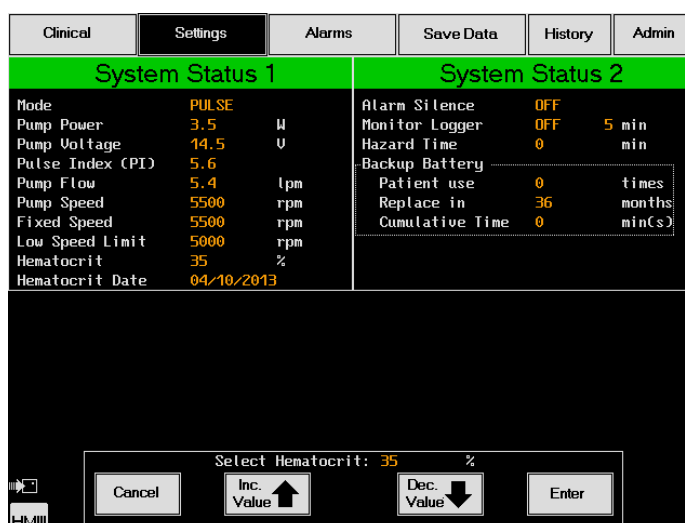 Clinical Settings Alarms Save Data History Admin
System Status 1
Mode PULSE
Pump Power 3.5 W
Pump Voltage 14.5 V
Pulse Index (PI) 5.6
Pump Flow 5.4 lpm
Pump Speed 5500 rpm
Fixed Speed 5500 rpm
Low Speed Limit 5000 rpm
Hematocrit 35 %
Hematocrit Date 04/10/2013
System Status 2
Alarm Silence OFF
Monitor Logger OFF 5 min
Hazard Time 0 min
Backup Battery
Patient use 0 times
Replace in 36 months
Cumulative Time 0 min(s)
Select Hematocrit: 35 %
Cancel
Inc.
Value
Dec.
Value
Enter